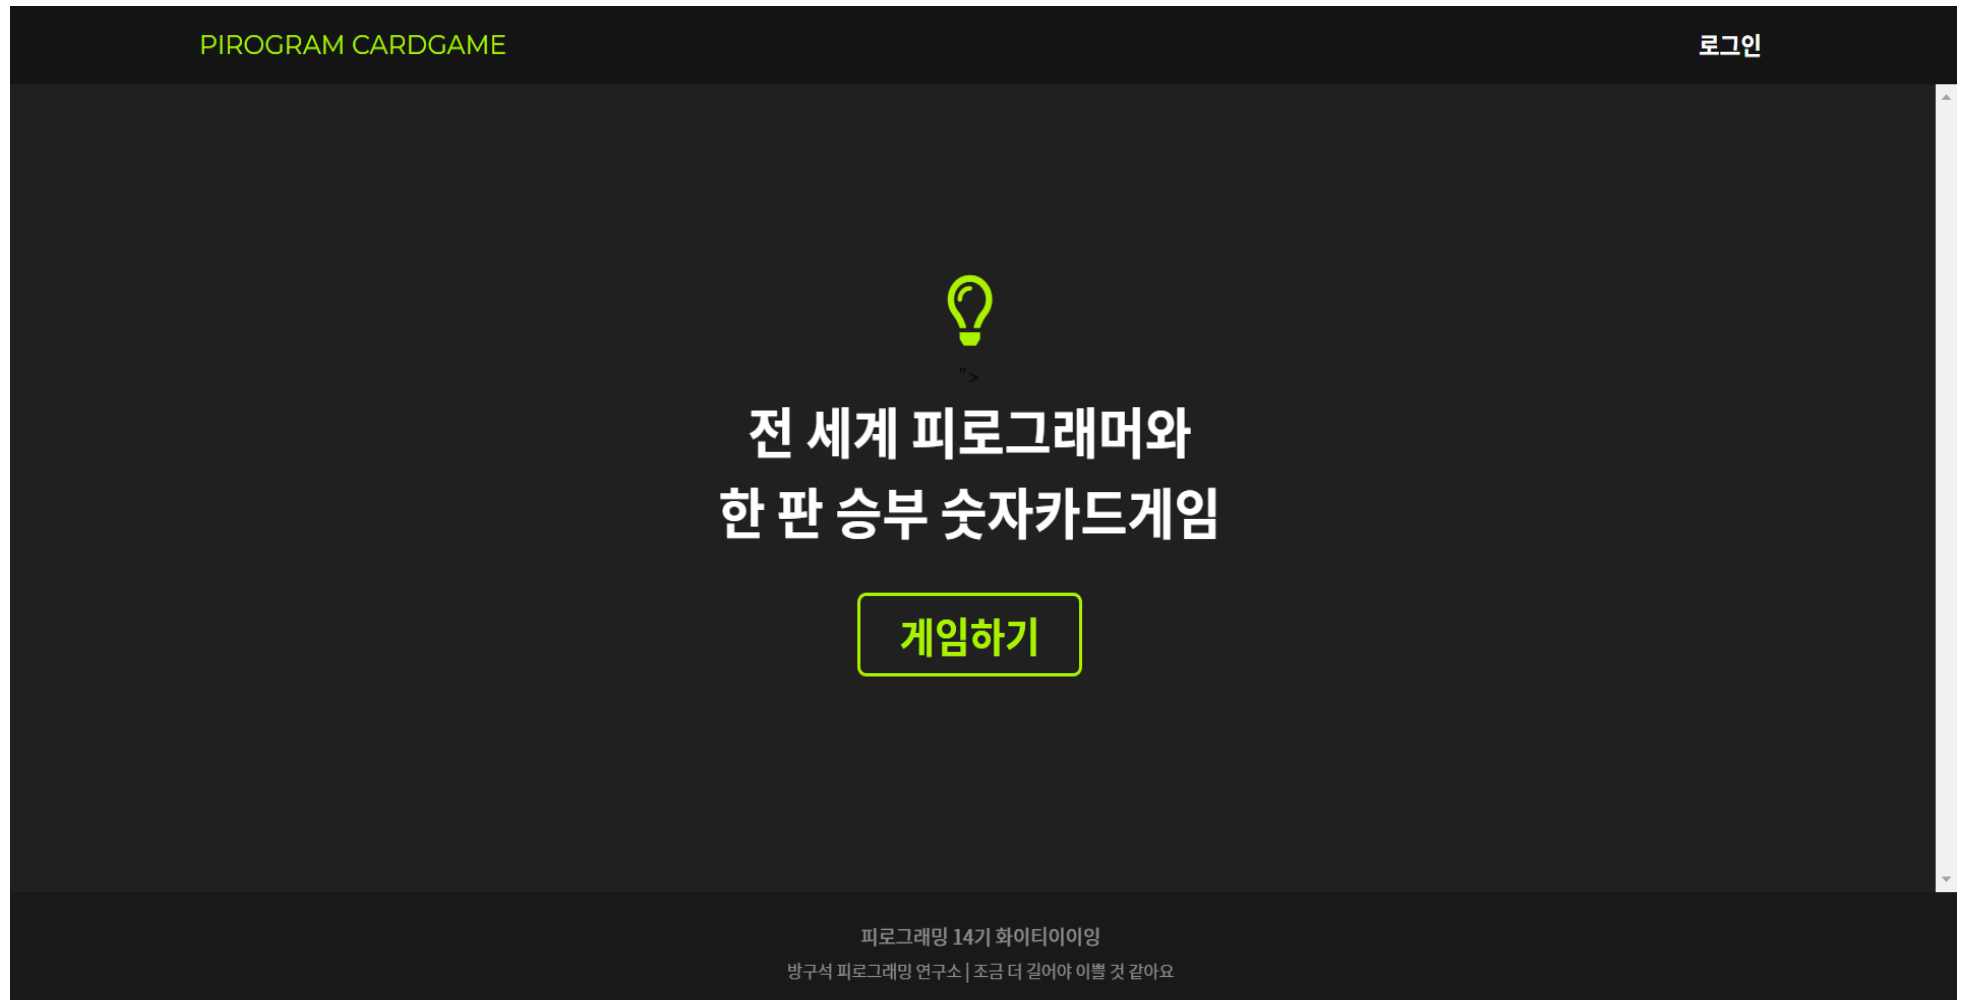 PIROGRAM CARDGAME
로그인
">
전 세계 피로그래머와
한 판 승부 숫자카드게임
게임하기
피로그래밍 14기 화이티이이잉
방구석 피로그래밍 연구소 | 조금 더 길어야 이쁠 것 같아요